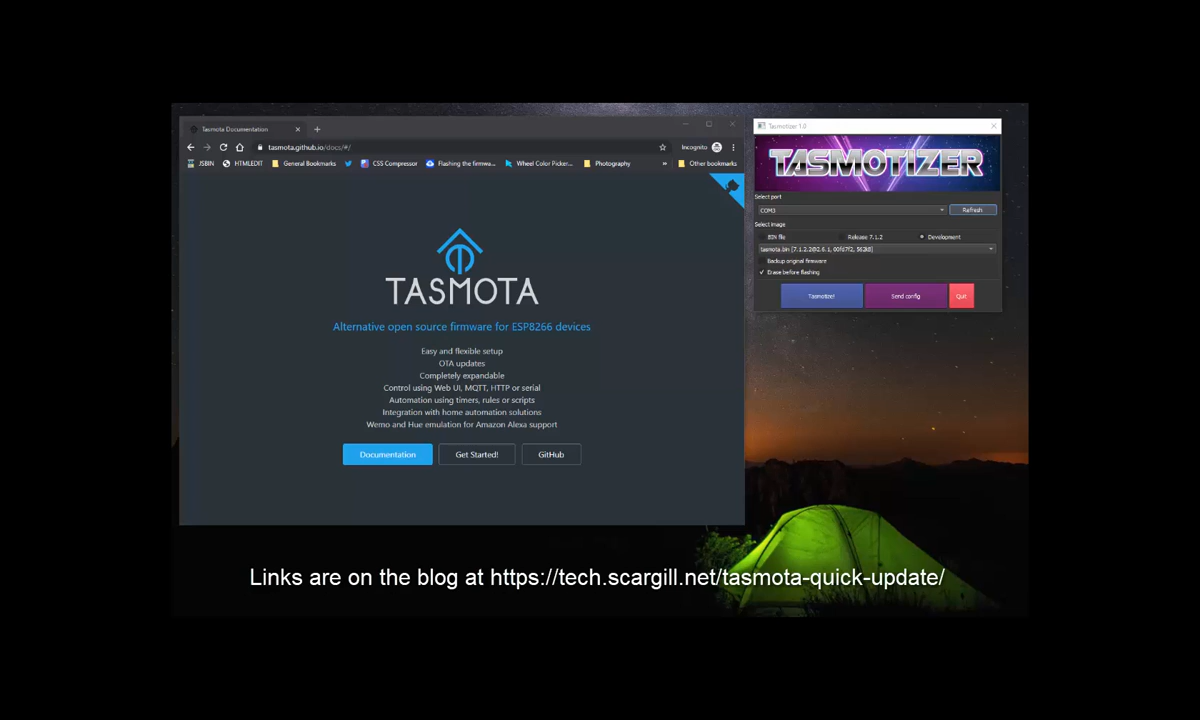 Tasmota Documentation
tasmota.github.io/docs/#/
Incognito
JSBIN HTMLEDIT General Bookmarks CSS Compressor Flashing the firmwa... Wheel Color Picker... Photography » Other bookmarks
TASMOTA
Alternative open source firmware for ESP8266 devices
Easy and flexible setup
OTA updates
Completely expandable
Control using Web UI, MQTT, HTTP or serial
Automation using timers, rules or scripts
Integration with home automation solutions
Wemo and Hue emulation for Amazon Alexa support
Documentation Get Started! GitHub
Tasmotizer 1.0
TASMOTIZER
Select port
COM3 Refresh
Select image
BIN file Release 7.1.2 Development
Backup original firmware
Erase before flashing
Tasmotize! Send config Quit
Links are on the blog at https://tech.scargill.net/tasmota-quick-update/